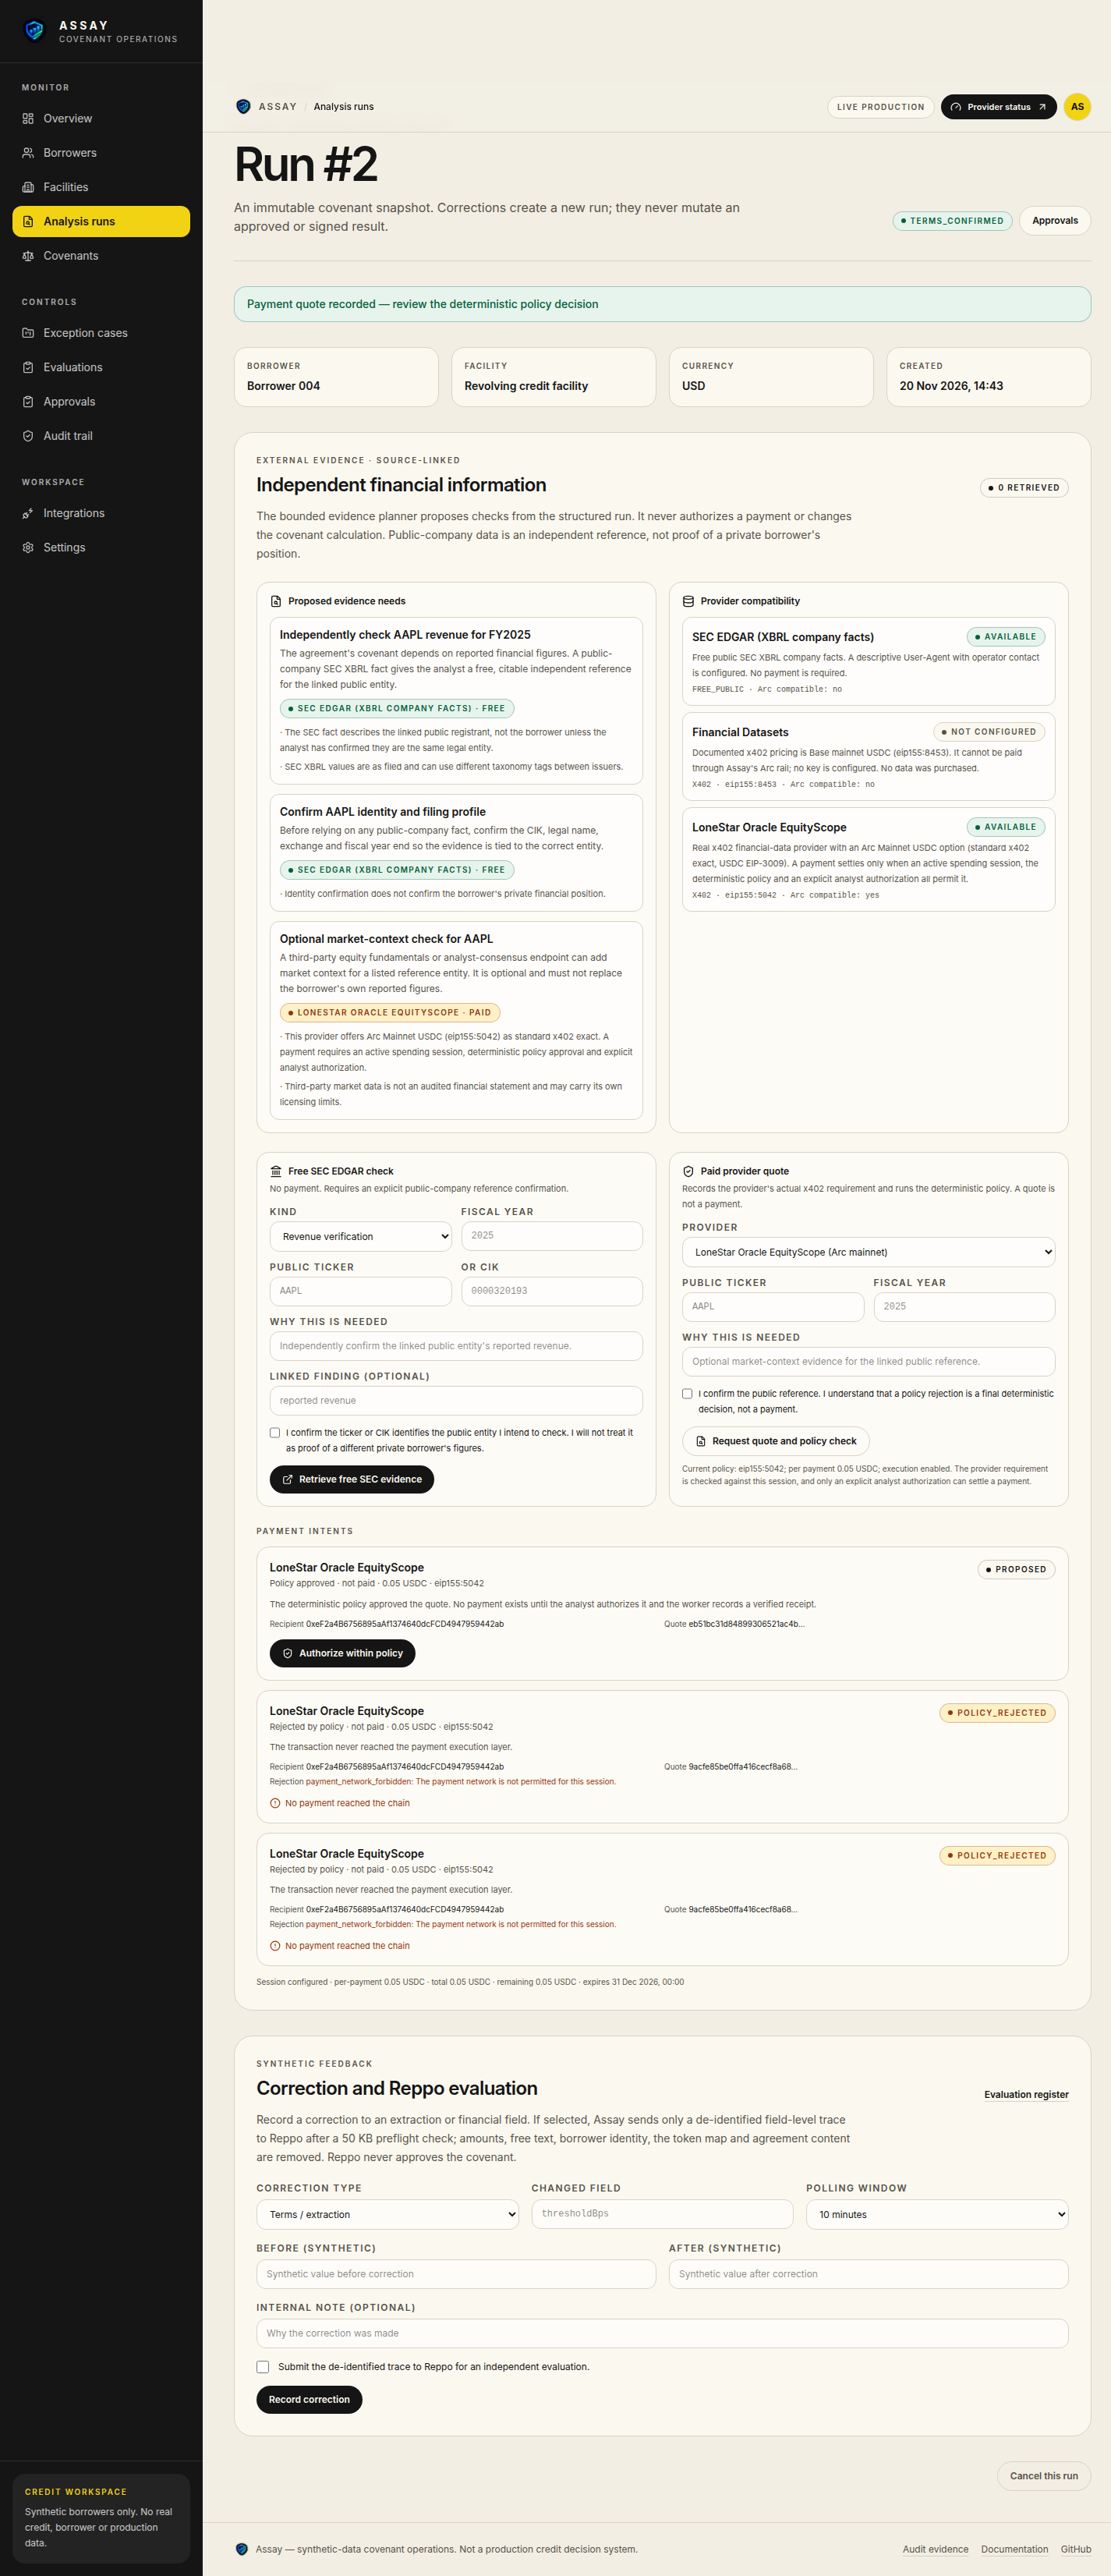 ASSAY
COVENANT OPERATIONS
MONITOR
Overview
Borrowers
Facilities
Analysis runs
Covenants
CONTROLS
Exception cases
Evaluations
Approvals
Audit trail
WORKSPACE
Integrations
Settings
CREDIT WORKSPACE
Synthetic borrowers only. No real
credit, borrower or production
data.
ASSAY / Analysis runs
LIVE PRODUCTION
Provider status
AS
Run #2
An immutable covenant snapshot. Corrections create a new run; they never mutate an
approved or signed result.
TERMS_CONFIRMED
Approvals
Payment quote recorded — review the deterministic policy decision
BORROWER
Borrower 004
FACILITY
Revolving credit facility
CURRENCY
USD
CREATED
20 Nov 2026, 14:43
EXTERNAL EVIDENCE · SOURCE-LINKED
Independent financial information
0 RETRIEVED
The bounded evidence planner proposes checks from the structured run. It never authorizes a payment or changes
the covenant calculation. Public-company data is an independent reference, not proof of a private borrower's
position.
Proposed evidence needs
Independently check AAPL revenue for FY2025
The agreement's covenant depends on reported financial figures. A public-
company SEC XBRL fact gives the analyst a free, citable independent reference
for the linked public entity.
SEC EDGAR (XBRL COMPANY FACTS) · FREE
· The SEC fact describes the linked public registrant, not the borrower unless the
analyst has confirmed they are the same legal entity.
· SEC XBRL values are as filed and can use different taxonomy tags between issuers.
Confirm AAPL identity and filing profile
Before relying on any public-company fact, confirm the CIK, legal name,
exchange and fiscal year end so the evidence is tied to the correct entity.
SEC EDGAR (XBRL COMPANY FACTS) · FREE
· Identity confirmation does not confirm the borrower's private financial position.
Optional market-context check for AAPL
A third-party equity fundamentals or analyst-consensus endpoint can add
market context for a listed reference entity. It is optional and must not replace
the borrower's own reported figures.
LONESTAR ORACLE EQUITYSCOPE · PAID
· This provider offers Arc Mainnet USDC (eip155:5042) as standard x402 exact. A
payment requires an active spending session, deterministic policy approval and explicit
analyst authorization.
· Third-party market data is not an audited financial statement and may carry its own
licensing limits.
Provider compatibility
SEC EDGAR (XBRL company facts)
AVAILABLE
Free public SEC XBRL company facts. A descriptive User-Agent with operator contact
is configured. No payment is required.
FREE_PUBLIC · Arc compatible: no
Financial Datasets
NOT CONFIGURED
Documented x402 pricing is Base mainnet USDC (eip155:8453). It cannot be paid
through Assay's Arc rail; no key is configured. No data was purchased.
X402 · eip155:8453 · Arc compatible: no
LoneStar Oracle EquityScope
AVAILABLE
Real x402 financial-data provider with an Arc Mainnet USDC option (standard x402
exact, USDC EIP-3009). A payment settles only when an active spending session, the
deterministic policy and an explicit analyst authorization all permit it.
X402 · eip155:5042 · Arc compatible: yes
Free SEC EDGAR check
No payment. Requires an explicit public-company reference confirmation.
KIND
FISCAL YEAR
Revenue verification
2025
PUBLIC TICKER
OR CIK
AAPL
0000320193
WHY THIS IS NEEDED
Independently confirm the linked public entity's reported revenue.
LINKED FINDING (OPTIONAL)
reported revenue
I confirm the ticker or CIK identifies the public entity I intend to check. I will not treat it
as proof of a different private borrower's figures.
Retrieve free SEC evidence
Paid provider quote
Records the provider's actual x402 requirement and runs the deterministic policy. A quote is
not a payment.
PROVIDER
LoneStar Oracle EquityScope (Arc mainnet)
PUBLIC TICKER
FISCAL YEAR
AAPL
2025
WHY THIS IS NEEDED
Optional market-context evidence for the linked public reference.
I confirm the public reference. I understand that a policy rejection is a final deterministic
decision, not a payment.
Request quote and policy check
Current policy: eip155:5042; per payment 0.05 USDC; execution enabled. The provider requirement
is checked against this session, and only an explicit analyst authorization can settle a payment.
PAYMENT INTENTS
LoneStar Oracle EquityScope
PROPOSED
Policy approved · not paid · 0.05 USDC · eip155:5042
The deterministic policy approved the quote. No payment exists until the analyst authorizes it and the worker records a verified receipt.
Recipient 0xeF2a4B6756895aAf1374640dcFCD4947959442ab
Quote eb51bc31d84899306521ac4b...
Authorize within policy
LoneStar Oracle EquityScope
POLICY_REJECTED
Rejected by policy · not paid · 0.05 USDC · eip155:5042
The transaction never reached the payment execution layer.
Recipient 0xeF2a4B6756895aAf1374640dcFCD4947959442ab
Quote 9acfe85be0ffa416cecf8a68...
Rejection payment_network_forbidden: The payment network is not permitted for this session.
No payment reached the chain
LoneStar Oracle EquityScope
POLICY_REJECTED
Rejected by policy · not paid · 0.05 USDC · eip155:5042
The transaction never reached the payment execution layer.
Recipient 0xeF2a4B6756895aAf1374640dcFCD4947959442ab
Quote 9acfe85be0ffa416cecf8a68...
Rejection payment_network_forbidden: The payment network is not permitted for this session.
No payment reached the chain
Session configured · per-payment 0.05 USDC · total 0.05 USDC · remaining 0.05 USDC · expires 31 Dec 2026, 00:00
SYNTHETIC FEEDBACK
Correction and Reppo evaluation
Evaluation register
Record a correction to an extraction or financial field. If selected, Assay sends only a de-identified field-level trace
to Reppo after a 50 KB preflight check; amounts, free text, borrower identity, the token map and agreement content
are removed. Reppo never approves the covenant.
CORRECTION TYPE
CHANGED FIELD
POLLING WINDOW
Terms / extraction
thresholdBps
10 minutes
BEFORE (SYNTHETIC)
AFTER (SYNTHETIC)
Synthetic value before correction
Synthetic value after correction
INTERNAL NOTE (OPTIONAL)
Why the correction was made
Submit the de-identified trace to Reppo for an independent evaluation.
Record correction
Cancel this run
Assay — synthetic-data covenant operations. Not a production credit decision system.
Audit evidence
Documentation
GitHub